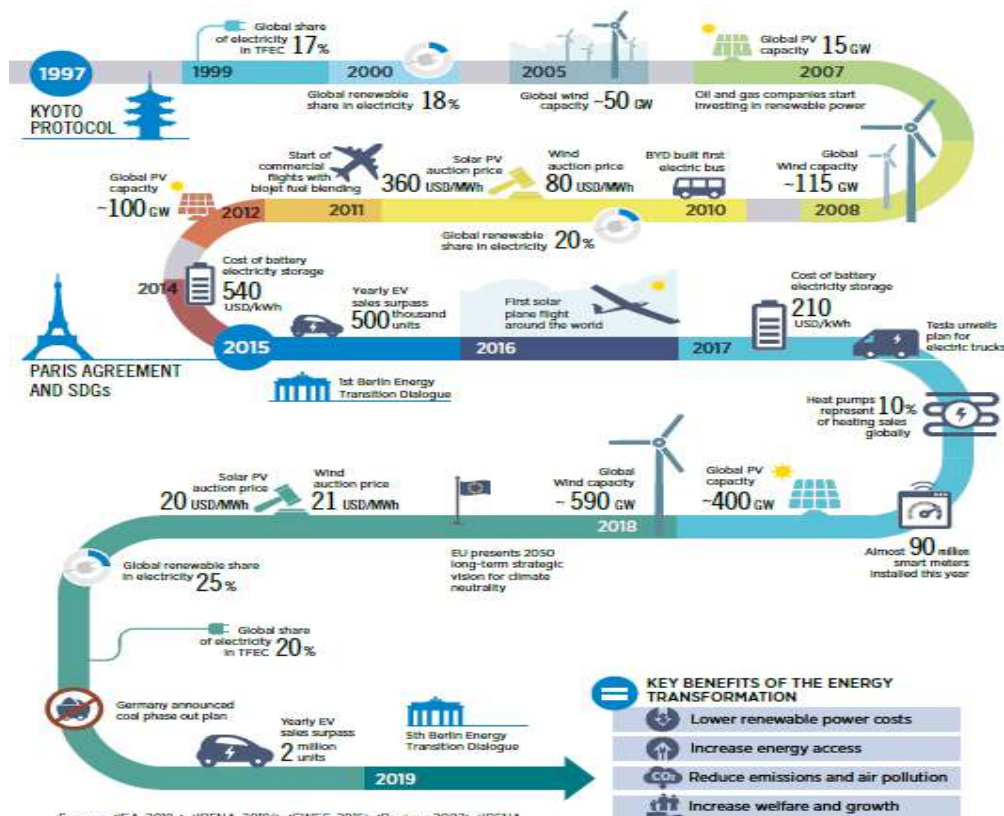 1997
KYOTO
PROTOCOL
Global share
of electricity
in TFEC 17%
1999
2000
Global renewable
share in electricity 18 %
2005
Global wind
capacity ~50 GW
Global PV
capacity 15 GW
2007
Oil and gas companies start
investing in renewable power
Global
Wind capacity
~115 GW
2008
BYD built first
electric bus
2010
Wind
auction price
80 USD/MWh
Solar PV
auction price
360 USD/MWh
Global renewable
share in electricity 20 %
Start of
commercial
flights with
biojet fuel blending
2011
Global PV
capacity
~100 GW
2012
2014
Cost of battery
electricity storage
540
USD/kWh
PARIS AGREEMENT
AND SDGs
2015
Yearly EV
sales surpass
500 thousand
units
1st Berlin Energy
Transition Dialogue
First solar
plane flight
around the world
2016
2017
Cost of battery
electricity storage
210
USD/kWh
Tesla unveils
plan for
electric trucks
Heat pumps
represent 10%
of heating sales
globally
Almost 90 million
smart meters
installed this year
Global PV
capacity
~400 GW
Global
Wind capacity
~ 590 GW
2018
EU presents 2050
long-term strategic
vision for climate
neutrality
Wind
auction price
21 USD/MWh
Solar PV
auction price
20 USD/MWh
Global renewable share
in electricity 25 %
Global share
of electricity
in TFEC 20 %
Germany announced
coal phase out plan
Yearly EV
sales surpass
2 million
units
5th Berlin Energy
Transition Dialogue
2019
KEY BENEFITS OF THE ENERGY
TRANSFORMATION
Lower renewable power costs
Increase energy access
CO₂ Reduce emissions and air pollution
Increase welfare and growth